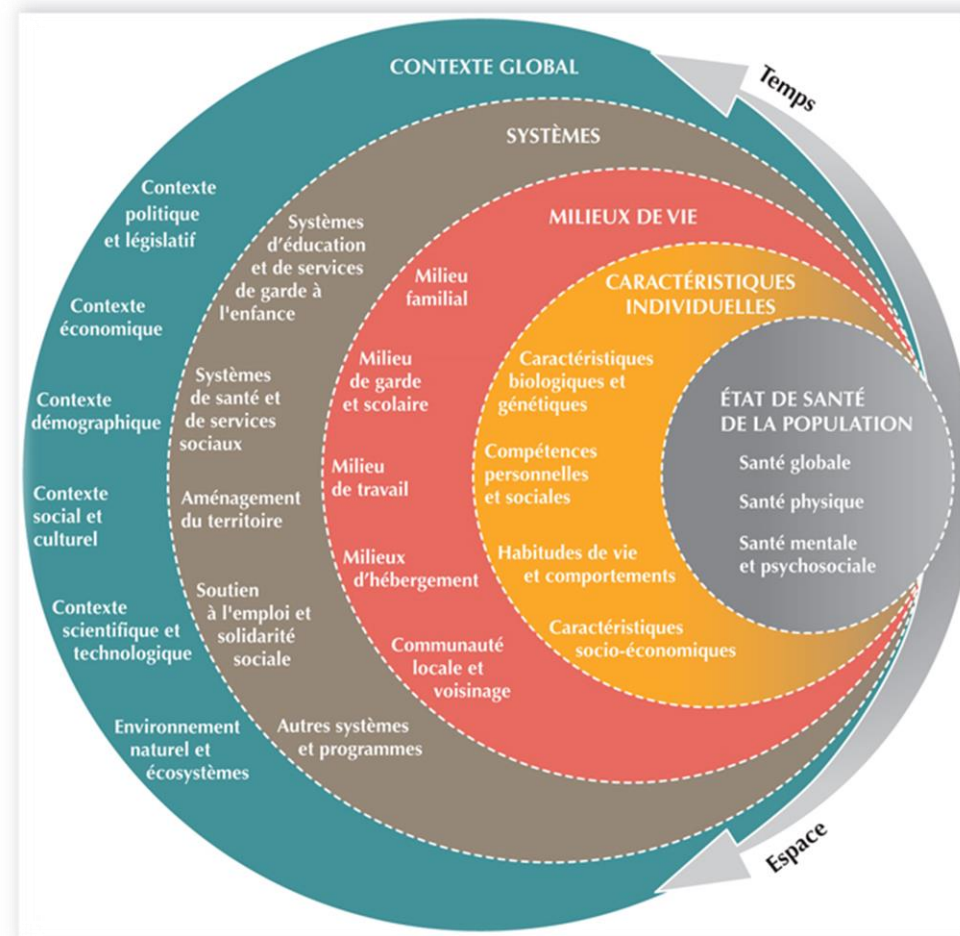 CONTEXTE GLOBAL
Temps
SYSTÈMES
MILIEUX DE VIE
CARACTÉRISTIQUES
INDIVIDUELLES
ÉTAT DE SANTÉ
DE LA POPULATION
Santé globale
Santé physique
Santé mentale
et psychosociale
Contexte
politique
et législatif
Contexte
économique
Contexte
démographique
Contexte
social et
culturel
Contexte
scientifique et
technologique
Environnement
naturel et
écosystèmes
Systèmes
d'éducation
et de services
de garde à
l'enfance
Systèmes
de santé et
de services
sociaux
Aménagement
du territoire
Soutien
à l'emploi et
solidarité
sociale
Autres systèmes
et programmes
Milieu
familial
Milieu
de garde
et scolaire
Milieu
de travail
Milieux
d'hébergement
Communauté
locale et
voisinage
Caractéristiques
biologiques et
génétiques
Compétences
personnelles
et sociales
Habitudes de vie
et comportements
Caractéristiques
socio-économiques
Espace